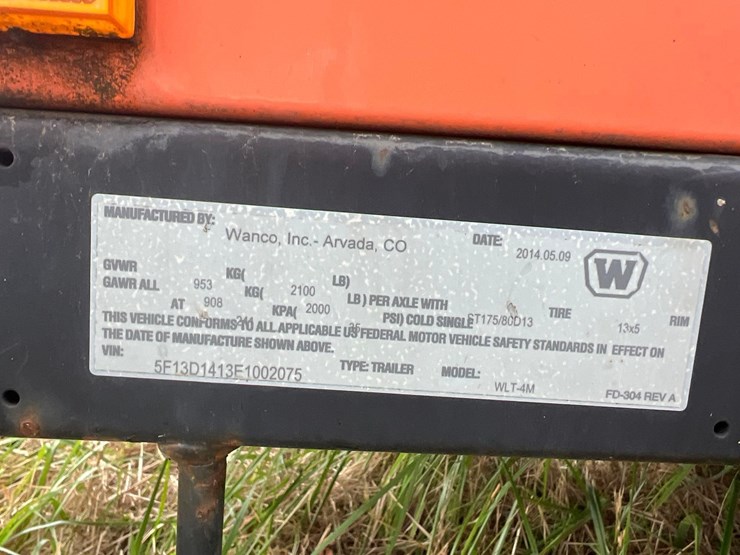 MANUFACTURED BY: Wanco, Inc.- Arvada, CO DATE: 2014.05.09
W
GVWR 953 KG( 2100 LB)
GAWR ALL 908 KG( 2000 LB) PER AXLE WITH ST175/80D13 TIRE 13x5 RIM
AT KPA( PSI) COLD SINGLE
THIS VEHICLE CONFORMS TO ALL APPLICABLE US FEDERAL MOTOR VEHICLE SAFETY STANDARDS IN EFFECT ON
THE DATE OF MANUFACTURE SHOWN ABOVE.
VIN: 5F13D1413E1002075 TYPE: TRAILER MODEL: WLT-4M
FD-304 REV A